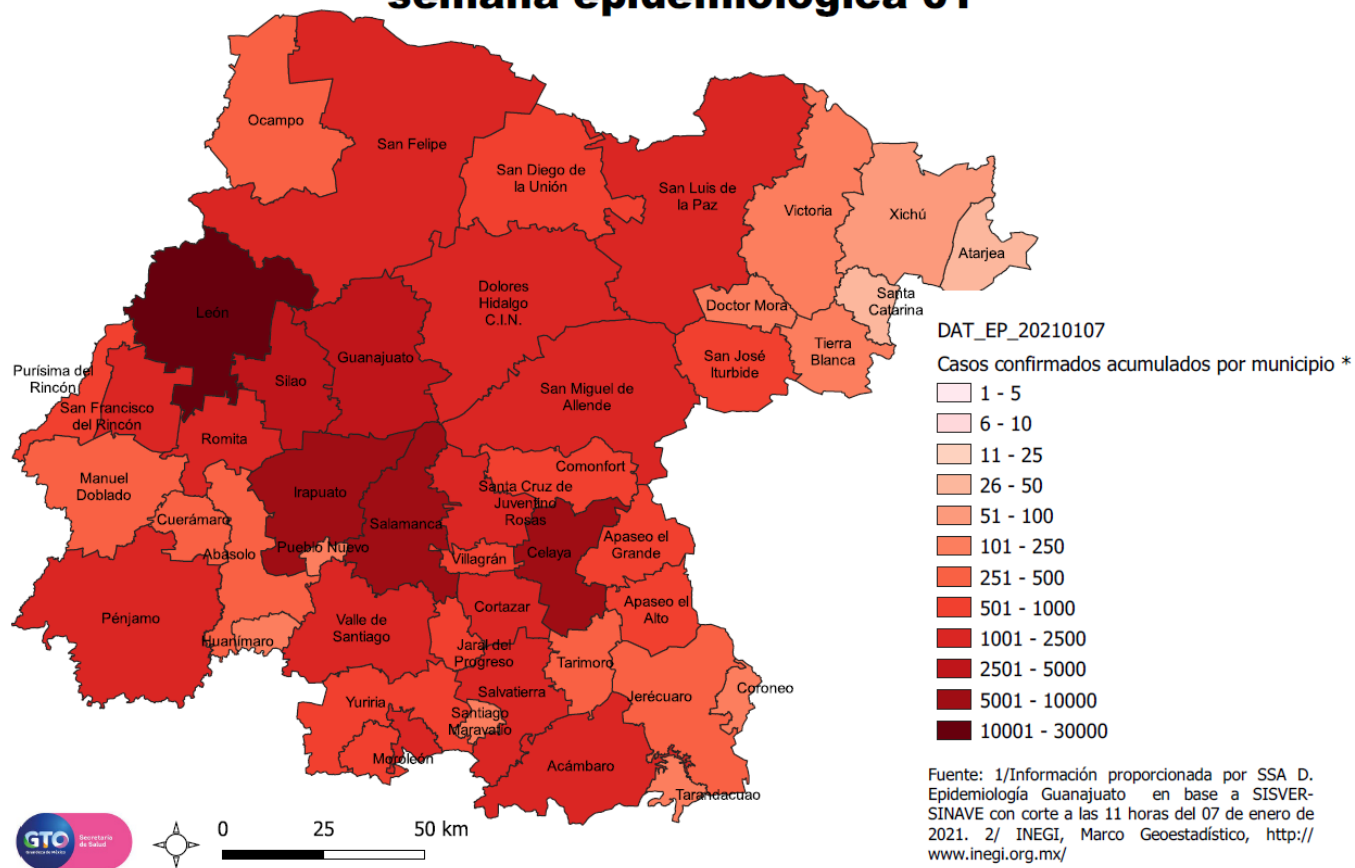 semana epidemiológica 01
Ocampo
San Felipe
San Diego de
la Unión
San Luis de
la Paz
Victoria
Xichú
Atarjea
Santa
Catarina
Doctor Mora
Tierra
Blanca
San José
Iturbide
León
Dolores
Hidalgo
C.I.N.
Guanajuato
Silao
San Miguel de
Allende
Purísima del
Rincón
San Francisco
del Rincón
Romita
Manuel
Doblado
Cuerámaro
Abasolo
Irapuato
Salamanca
Pueblo Nuevo
Comonfort
Santa Cruz de
Juventino
Rosas
Villagrán
Celaya
Apaseo el
Grande
Apaseo el
Alto
Pénjamo
Huanímaro
Valle de
Santiago
Cortazar
Jaral del
Progreso
Tarimoro
Jerécuaro
Coroneo
Yuriria
Salvatierra
Santiago
Maravatío
Moroleón
Acámbaro
Tarandacuao
DAT_EP_20210107
Casos confirmados acumulados por municipio *
1 - 5
6 - 10
11 - 25
26 - 50
51 - 100
101 - 250
251 - 500
501 - 1000
1001 - 2500
2501 - 5000
5001 - 10000
10001 - 30000
Fuente: 1/Información proporcionada por SSA D.
Epidemiología Guanajuato en base a SISVER-
SINAVE con corte a las 11 horas del 07 de enero de
2021. 2/ INEGI, Marco Geoestadístico, http://
www.inegi.org.mx/
GTO
Secretaría
de Salud
0 25 50 km